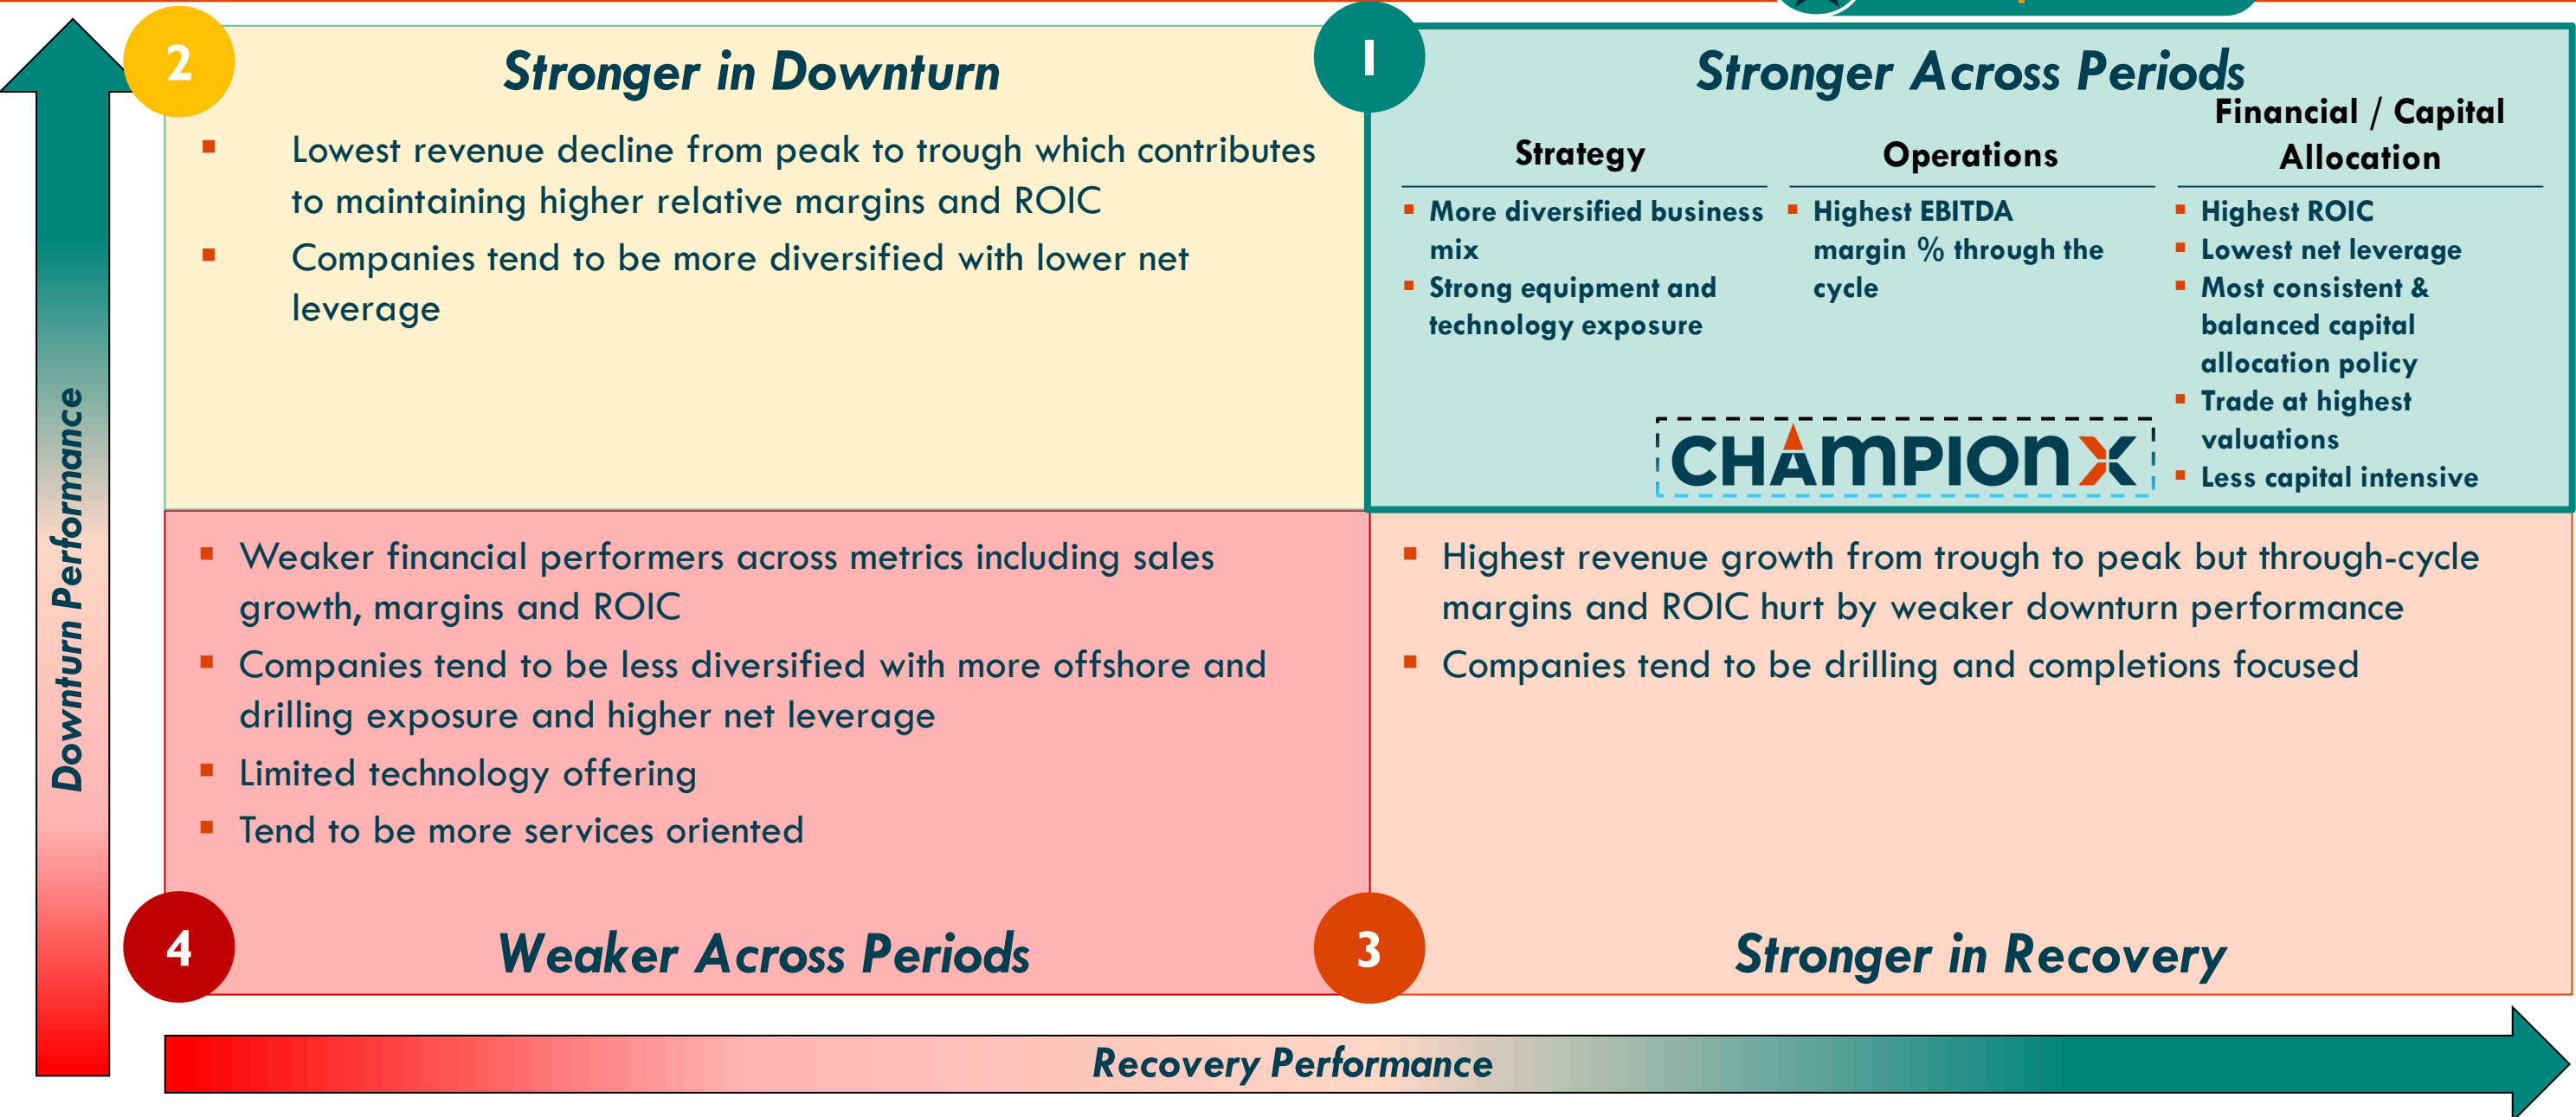 2
Stronger in Downturn
Lowest revenue decline from peak to trough which contributes
to maintaining higher relative margins and ROIC
Companies tend to be more diversified with lower net
leverage
1
Stronger Across Periods
Strategy
More diversified business
mix
Strong equipment and
technology exposure
Operations
Highest EBITDA
margin % through the
cycle
Financial / Capital
Allocation
Highest ROIC
Lowest net leverage
Most consistent &
balanced capital
allocation policy
Trade at highest
valuations
Less capital intensive
CHAMPIONX
Downturn Performance
Weaker financial performers across metrics including sales
growth, margins and ROIC
Companies tend to be less diversified with more offshore and
drilling exposure and higher net leverage
Limited technology offering
Tend to be more services oriented
4
Weaker Across Periods
Highest revenue growth from trough to peak but through-cycle
margins and ROIC hurt by weaker downturn performance
Companies tend to be drilling and completions focused
3
Stronger in Recovery
Recovery Performance